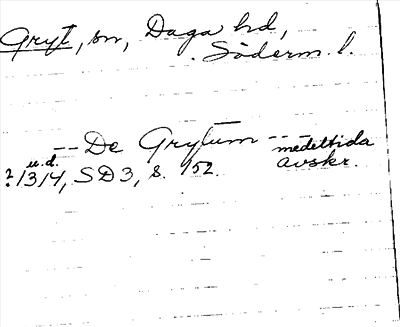 Gryt, sn, Daga hd,
Söderm. l.
-- De Grytum -- medeltida
avskr.
u.d.
? 1314, SD 3, s. 152.